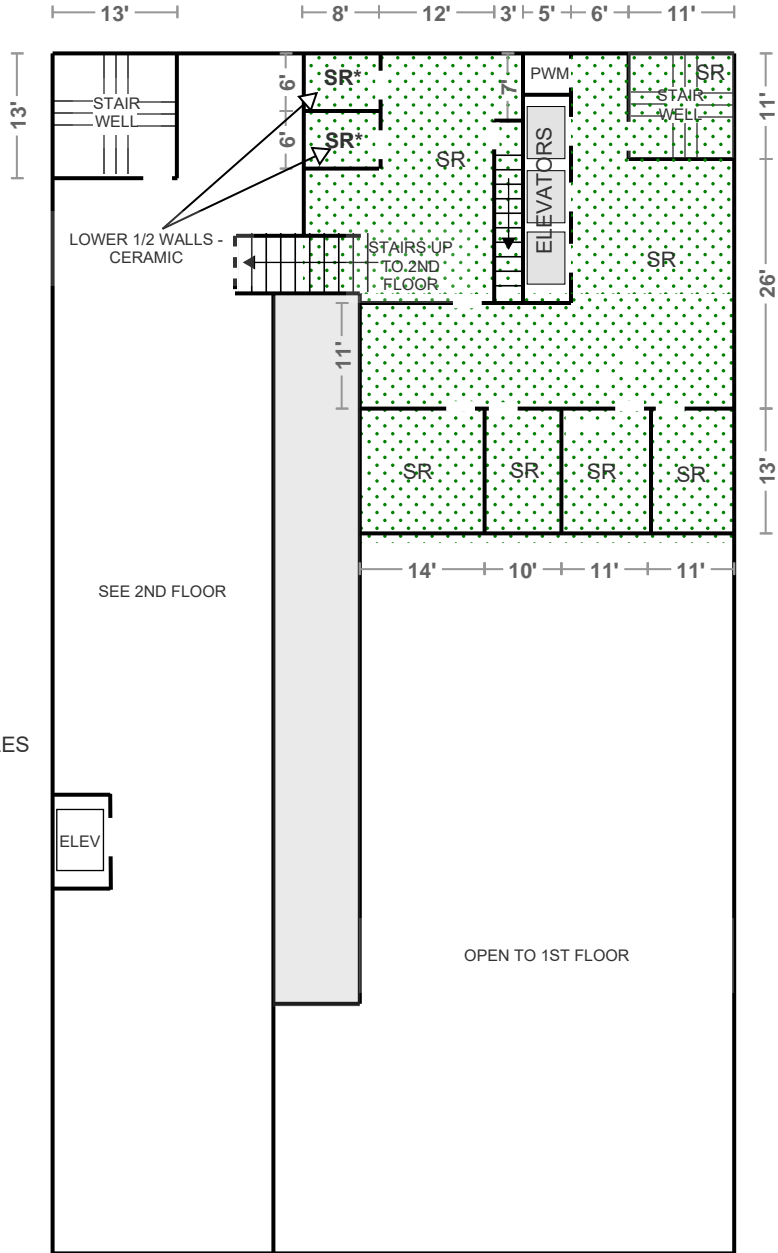 13'
8'
12'
3'
5'
6'
11'
13'
6'
6'
7'
11'
26'
13'
STAIR
WELL
SR*
SR*
SR
PWM
ELEVATORS
SR
STAIR
WELL
SR
LOWER 1/2 WALLS -
CERAMIC
STAIRS UP
TO 2ND
FLOOR
11'
SR
SR
SR
SR
14'
10'
11'
11'
SEE 2ND FLOOR
ELEV
OPEN TO 1ST FLOOR